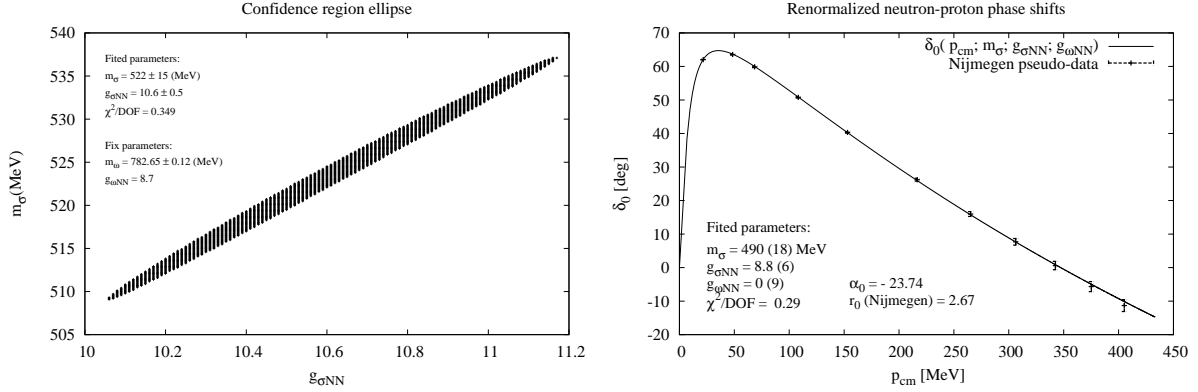 Confidence region ellipse
540
535
530
525
520
515
510
505
m_σ(MeV)
Fited parameters:
m_σ = 522 ± 15 (MeV)
g_σNN = 10.6 ± 0.5
χ²/DOF = 0.349
Fix parameters:
m_ω = 782.65 ± 0.12 (MeV)
g_ωNN = 8.7
10 10.2 10.4 10.6 10.8 11 11.2
g_σNN
Renormalized neutron-proton phase shifts
70
60
50
40
30
20
10
0
-10
-20
δ₀ [deg]
δ₀( p_cm; m_σ; g_σNN; g_ωNN)
Nijmegen pseudo-data
Fited parameters:
m_σ = 490 (18) MeV
g_σNN = 8.8 (6)
g_ωNN = 0 (9) α₀ = - 23.74
χ²/DOF = 0.29 r₀ (Nijmegen) = 2.67
0 50 100 150 200 250 300 350 400 450
p_cm [MeV]